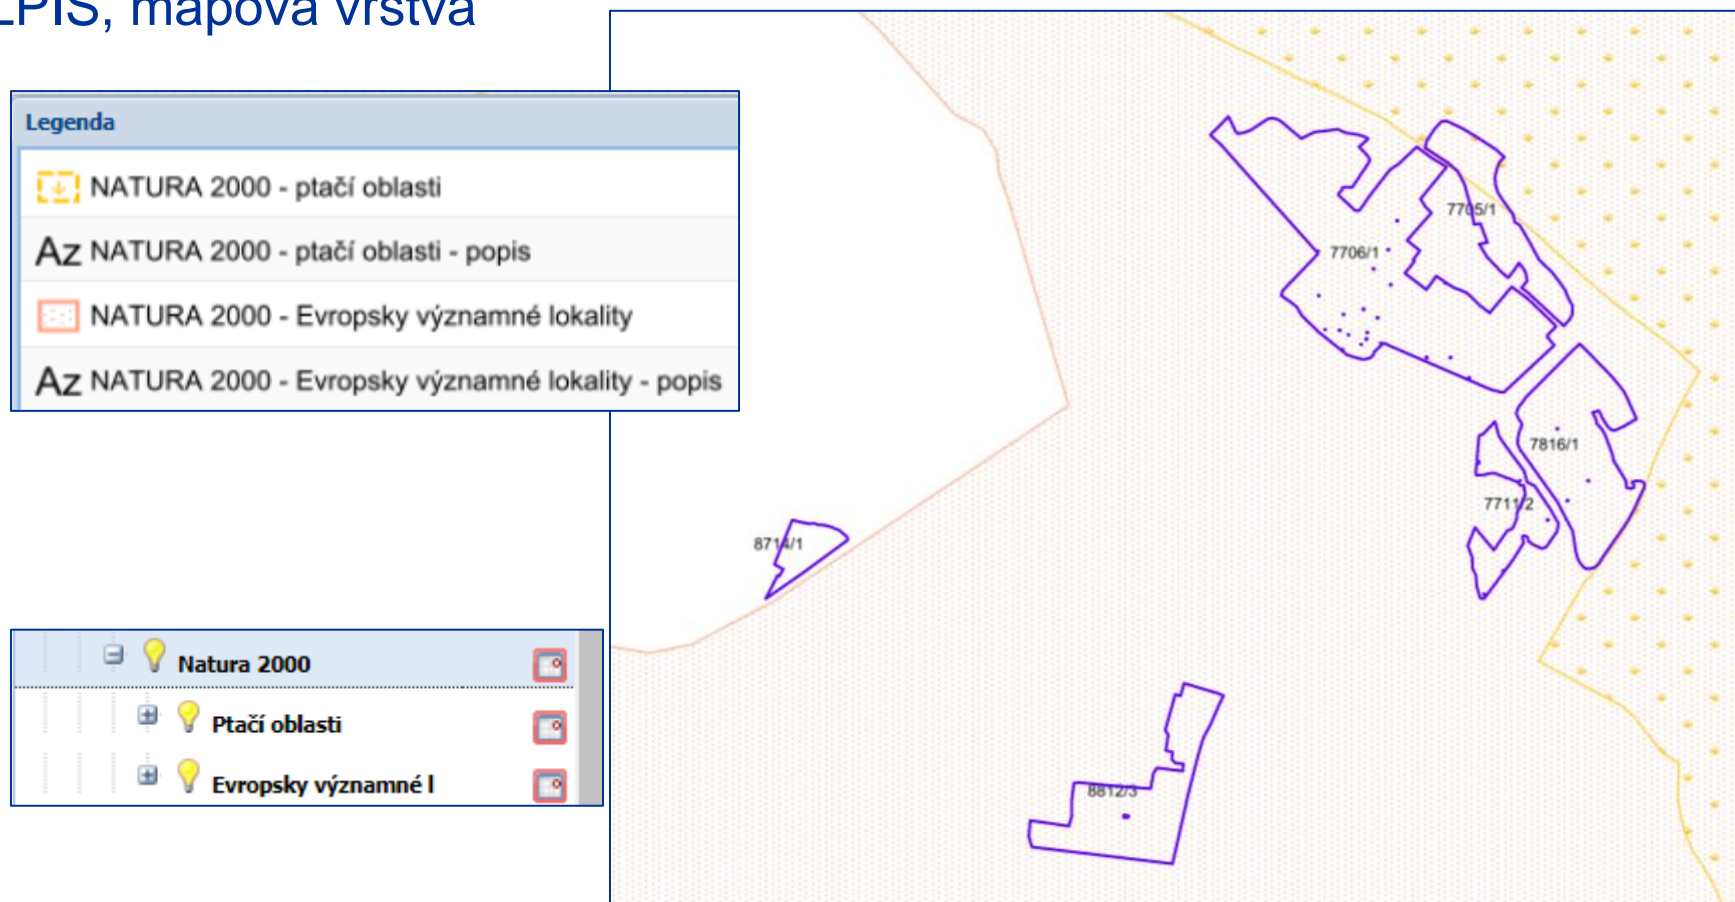 LPIS, mapová vrstva
Legenda
NATURA 2000 - ptačí oblasti
Az NATURA 2000 - ptačí oblasti - popis
NATURA 2000 - Evropsky významné lokality
Az NATURA 2000 - Evropsky významné lokality - popis
Natura 2000
Ptačí oblasti
Evropsky významné l
7705/1
7706/1
7816/1
7711/2
8714/1
8812/3